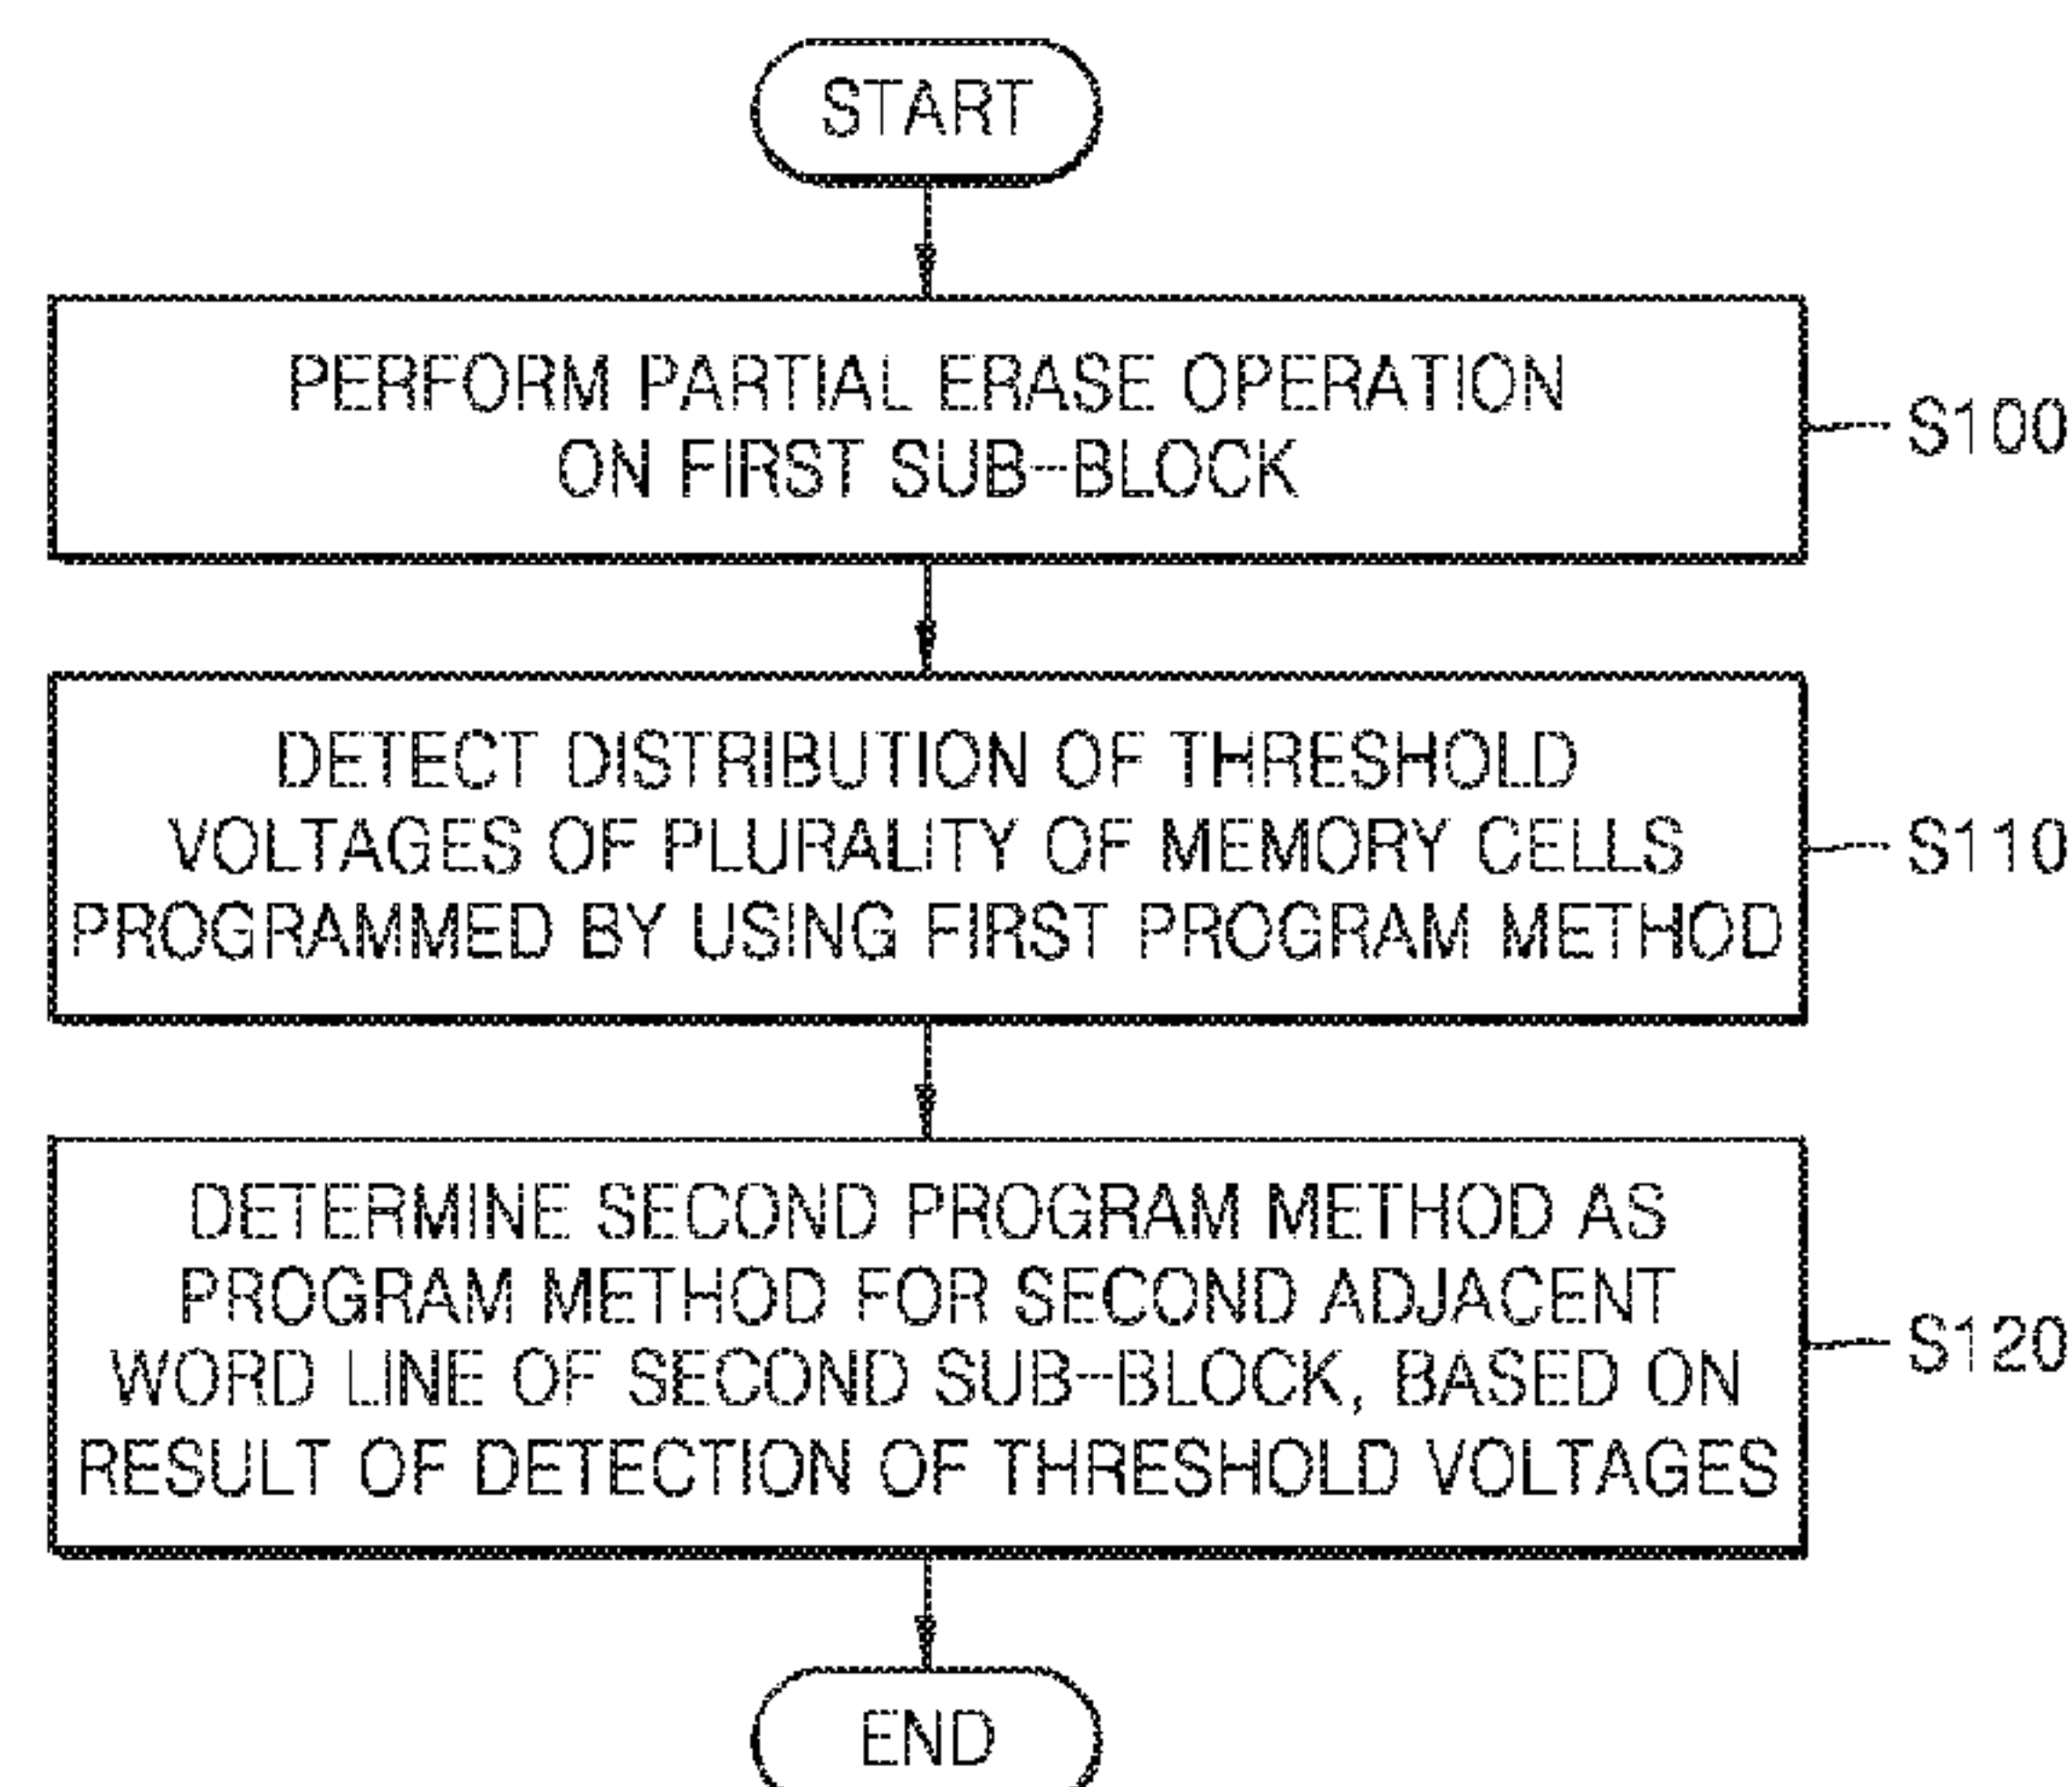 START
PERFORM PARTIAL ERASE OPERATION
ON FIRST SUB-BLOCK
S100
DETECT DISTRIBUTION OF THRESHOLD
VOLTAGES OF PLURALITY OF MEMORY CELLS
PROGRAMMED BY USING FIRST PROGRAM METHOD
S110
DETERMINE SECOND PROGRAM METHOD AS
PROGRAM METHOD FOR SECOND ADJACENT
WORD LINE OF SECOND SUB-BLOCK, BASED ON
RESULT OF DETECTION OF THRESHOLD VOLTAGES
S120
END